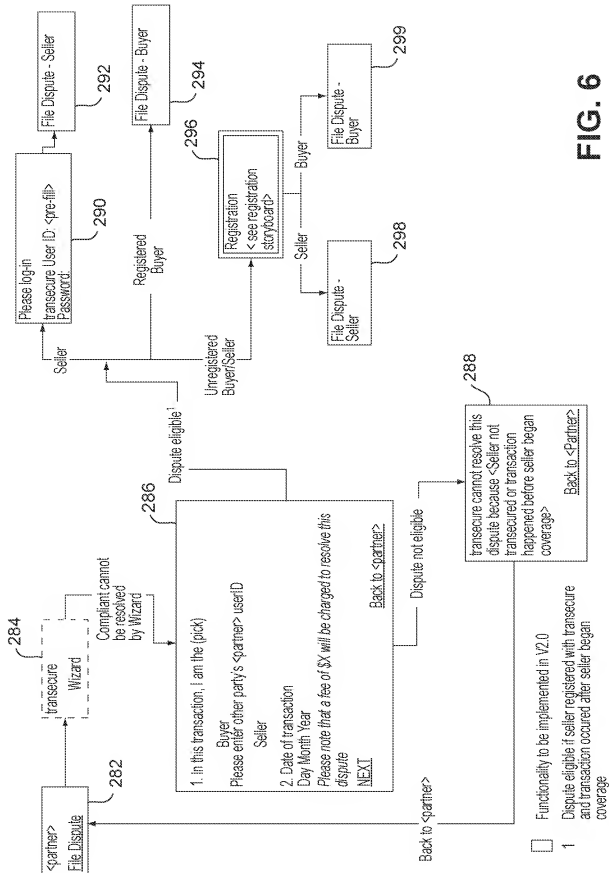 <partner>
File Dispute
282
transecure
Wizard
284
Compliant cannot
be resolved
by Wizard
286
1. In this transaction, I am the (pick)
Buyer
Please enter other party's <partner> userID
Seller
2. Date of transaction
Day Month Year
Please note that a fee of $X will be charged to resolve this
dispute
NEXT
Back to <partner>
Dispute eligible1
Dispute not eligible
Seller
Registered
Buyer
Unregistered
Buyer/Seller
Please log-in
transecure User ID: <pre-fill>
Password:
290
File Dispute - Seller
292
File Dispute - Buyer
294
296
Registration
< see registration
storyboard>
Seller
Buyer
File Dispute -
Seller
298
File Dispute -
Buyer
299
288
transecure cannot resolve this
dispute because <Seller not
transecured or transaction
happened before seller began
coverage>
Back to <Partner>
Back to <partner>
Functionality to be implemented in V2.0
1 Dispute eligible if seller registered with transecure
and transaction occured after seller began
coverage
FIG. 6